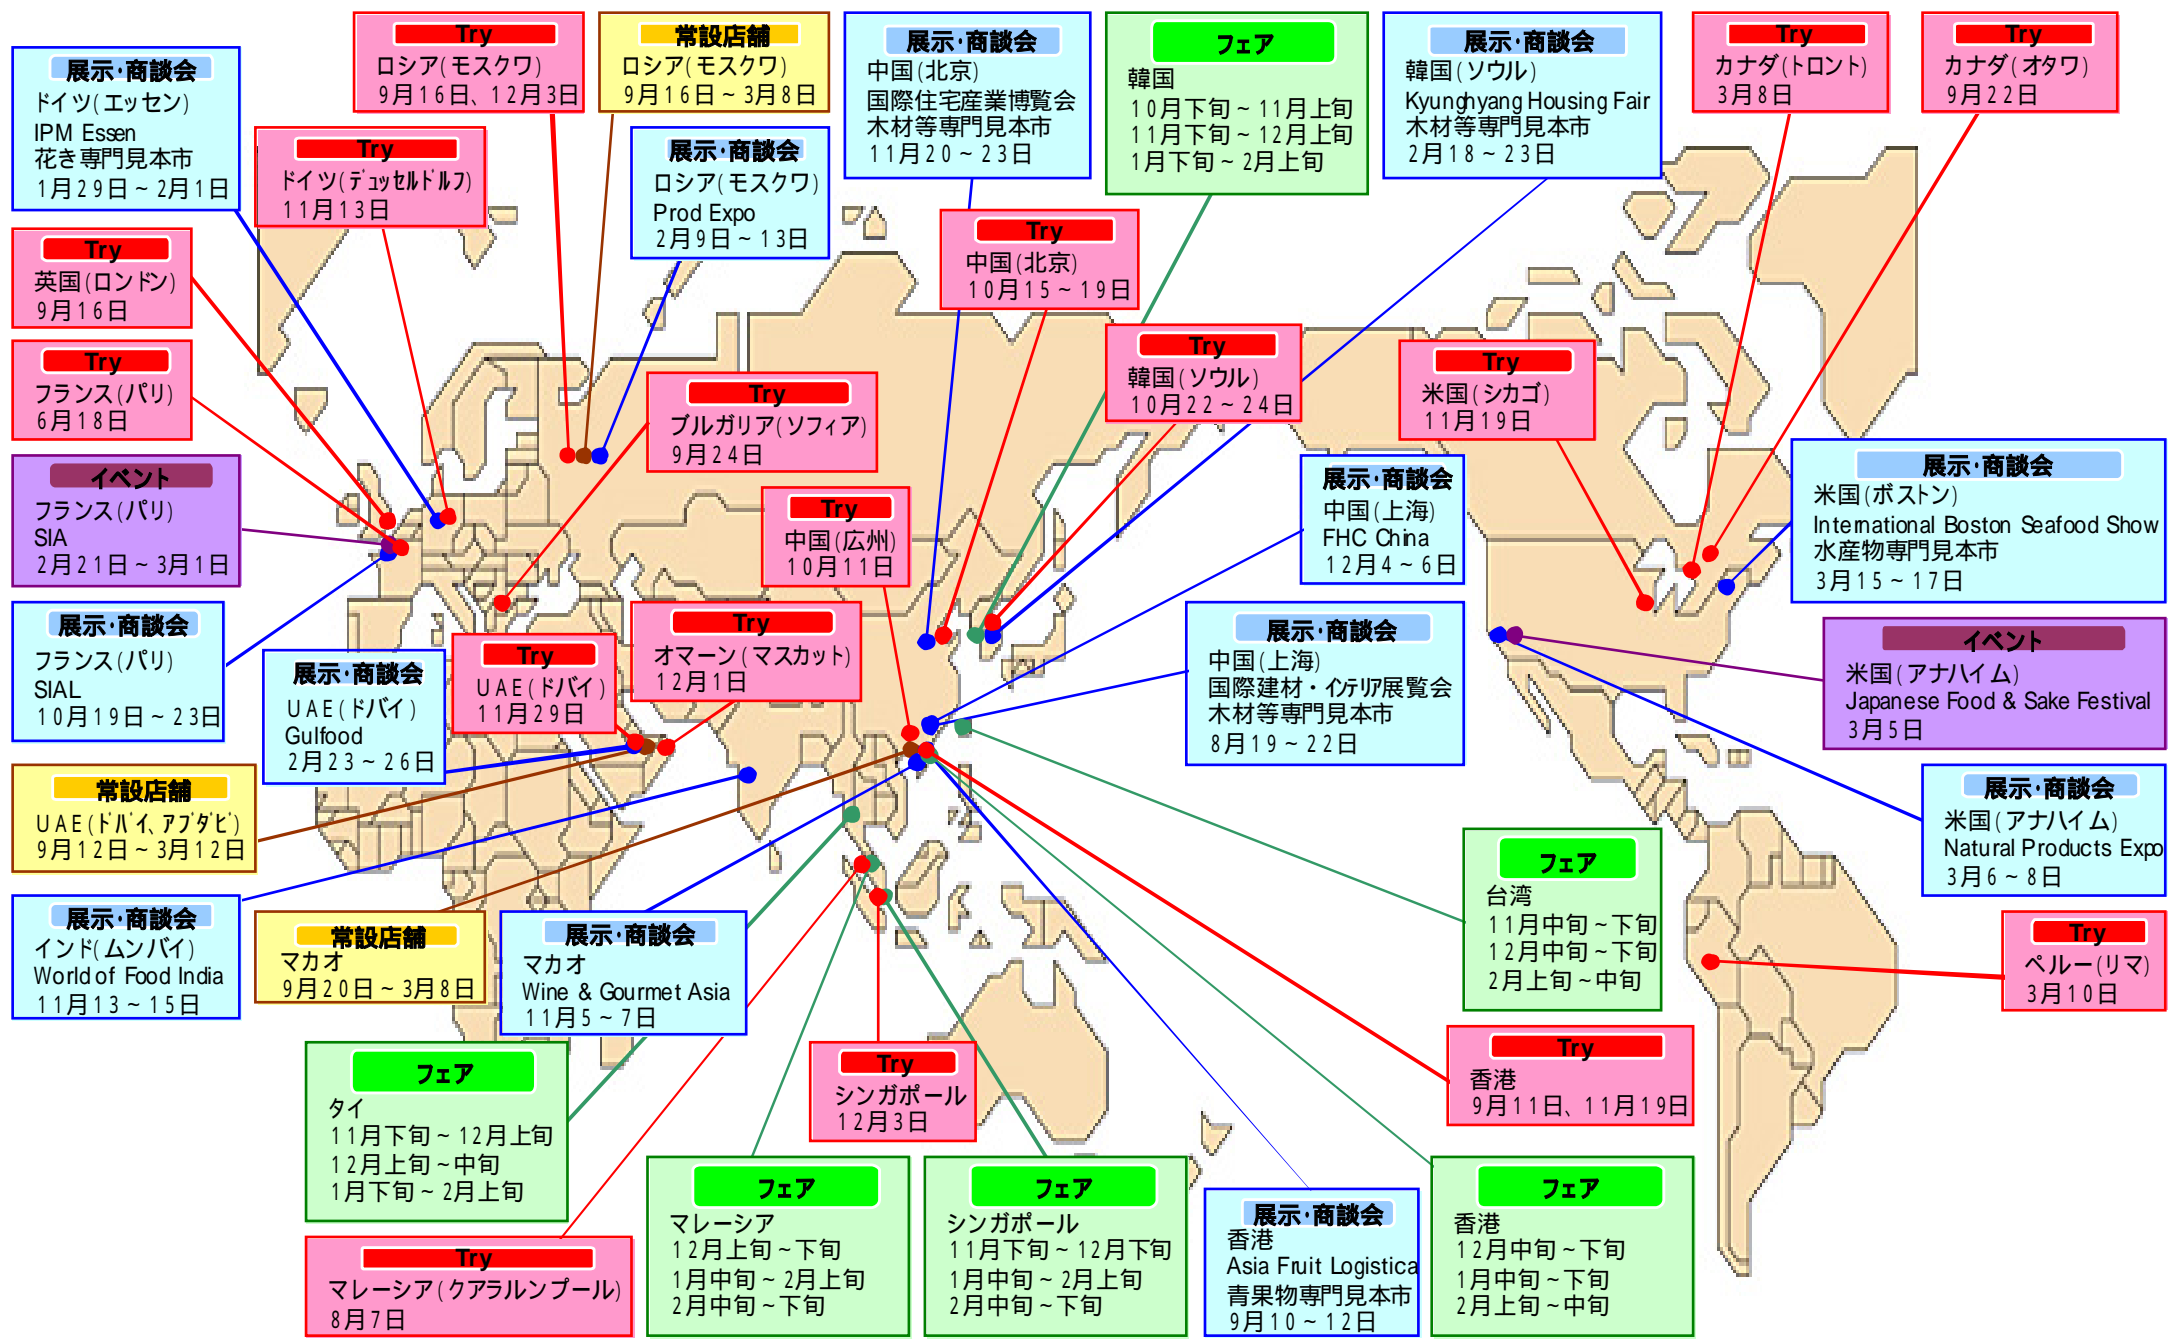 展示・商談会
ドイツ(エッセン)
IPM Essen
花き専門見本市
1月29日～2月1日
Try
ロシア(モスクワ)
9月16日、12月3日
常設店舗
ロシア(モスクワ)
9月16日～3月8日
展示・商談会
中国(北京)
国際住宅産業博覧会
木材等専門見本市
11月20～23日
フェア
韓国
10月下旬～11月上旬
11月下旬～12月上旬
1月下旬～2月上旬
展示・商談会
韓国(ソウル)
Kyunghyang Housing Fair
木材等専門見本市
2月18～23日
Try
カナダ(トロント)
3月8日
Try
カナダ(オタワ)
9月22日
Try
ドイツ(デュッセルドルフ)
11月13日
展示・商談会
ロシア(モスクワ)
Prod Expo
2月9日～13日
Try
英国(ロンドン)
9月16日
Try
中国(北京)
10月15～19日
Try
フランス(パリ)
6月18日
Try
韓国(ソウル)
10月22～24日
Try
米国(シカゴ)
11月19日
Try
ブルガリア(ソフィア)
9月24日
イベント
フランス(パリ)
SIA
2月21日～3月1日
Try
中国(広州)
10月11日
展示・商談会
中国(上海)
FHC China
12月4～6日
展示・商談会
米国(ボストン)
International Boston Seafood Show
水産物専門見本市
3月15～17日
展示・商談会
フランス(パリ)
SIAL
10月19日～23日
展示・商談会
UAE(ドバイ)
Gulfood
2月23～26日
Try
UAE(ドバイ)
11月29日
Try
オマーン(マスカット)
12月1日
展示・商談会
中国(上海)
国際建材・インテリア展覧会
木材等専門見本市
8月19～22日
イベント
米国(アナハイム)
Japanese Food & Sake Festival
3月5日
常設店舗
UAE(ドバイ、アブダビ)
9月12日～3月12日
展示・商談会
米国(アナハイム)
Natural Products Expo
3月6～8日
フェア
台湾
11月中旬～下旬
12月中旬～下旬
2月上旬～中旬
展示・商談会
インド(ムンバイ)
World of Food India
11月13～15日
常設店舗
マカオ
9月20日～3月8日
展示・商談会
マカオ
Wine & Gourmet Asia
11月5～7日
Try
ペルー(リマ)
3月10日
フェア
タイ
11月下旬～12月上旬
12月上旬～中旬
1月下旬～2月上旬
Try
シンガポール
12月3日
Try
香港
9月11日、11月19日
Try
マレーシア(クアラルンプール)
8月7日
フェア
マレーシア
12月上旬～下旬
1月中旬～2月上旬
2月中旬～下旬
フェア
シンガポール
11月下旬～12月下旬
1月中旬～2月上旬
2月中旬～下旬
展示・商談会
香港
Asia Fruit Logistica
青果物専門見本市
9月10～12日
フェア
香港
12月中旬～下旬
1月中旬～下旬
2月上旬～中旬